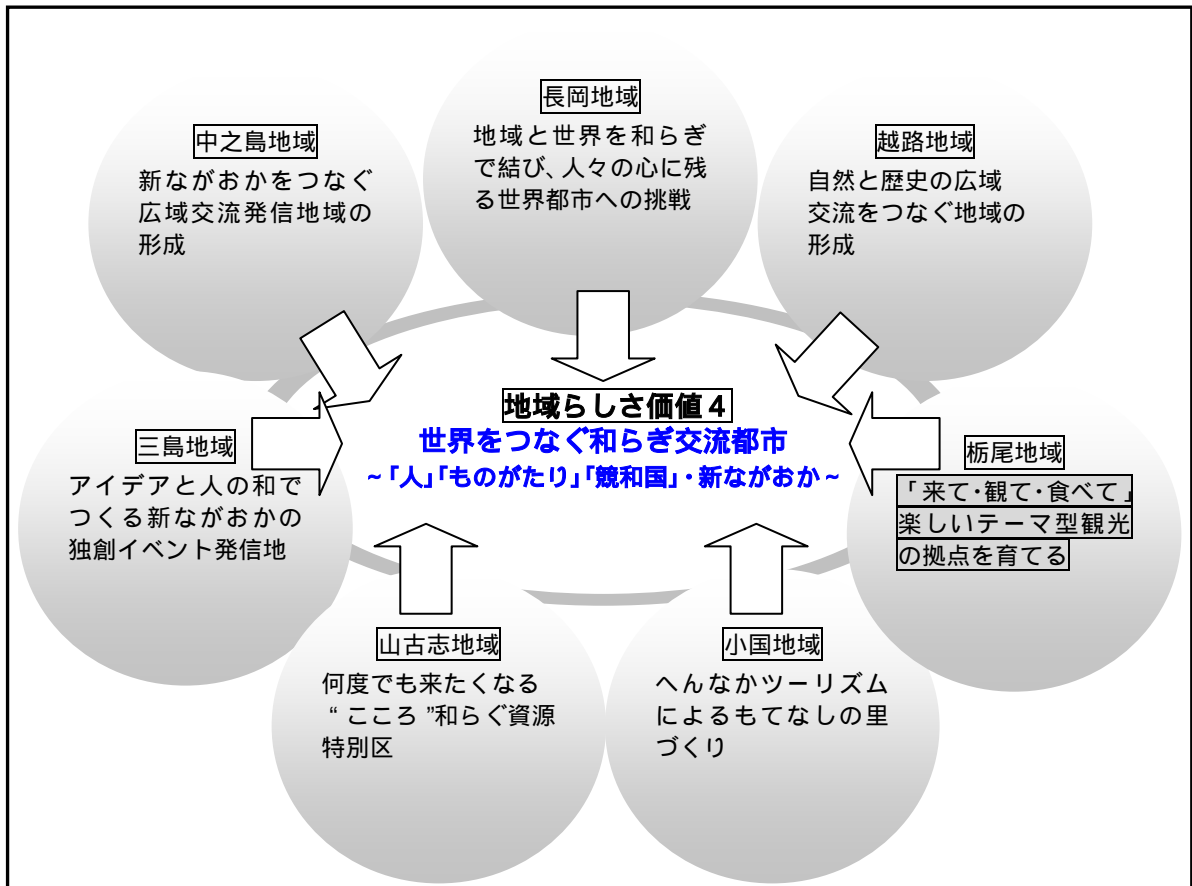 長岡地域
地域と世界を和らぎ
で結び、人々の心に残
る世界都市への挑戦
中之島地域
新ながおかをつなぐ
広域交流発信地域の
形成
越路地域
自然と歴史の広域
交流をつなぐ地域の
形成
地域らしさ価値4
世界をつなぐ和らぎ交流都市
~「人」「ものがたり」「競和国」・新ながおか~
三島地域
アイデアと人の和で
つくる新ながおかの
独創イベント発信地
栃尾地域
「来て・観て・食べて」
楽しいテーマ型観光
の拠点を育てる
山古志地域
何度でも来たくなる
“こころ”和らぐ資源
特別区
小国地域
へんなかツーリズム
によるもてなしの里
づくり